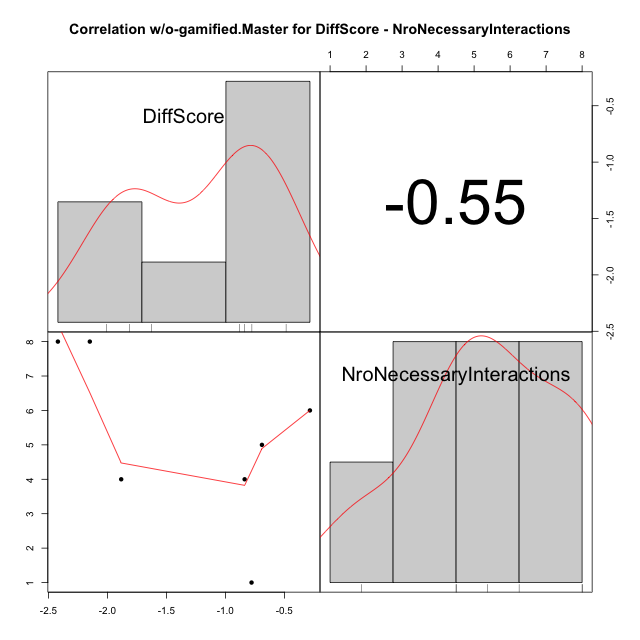 Correlation w/o-gamified.Master for DiffScore - NroNecessaryInteractions
1 2 3 4 5 6 7 8
DiffScore
-0.55
-0.5
-1.0
-1.5
-2.0
-2.5
NroNecessaryInteractions
8
7
6
5
4
3
2
1
-2.5 -2.0 -1.5 -1.0 -0.5